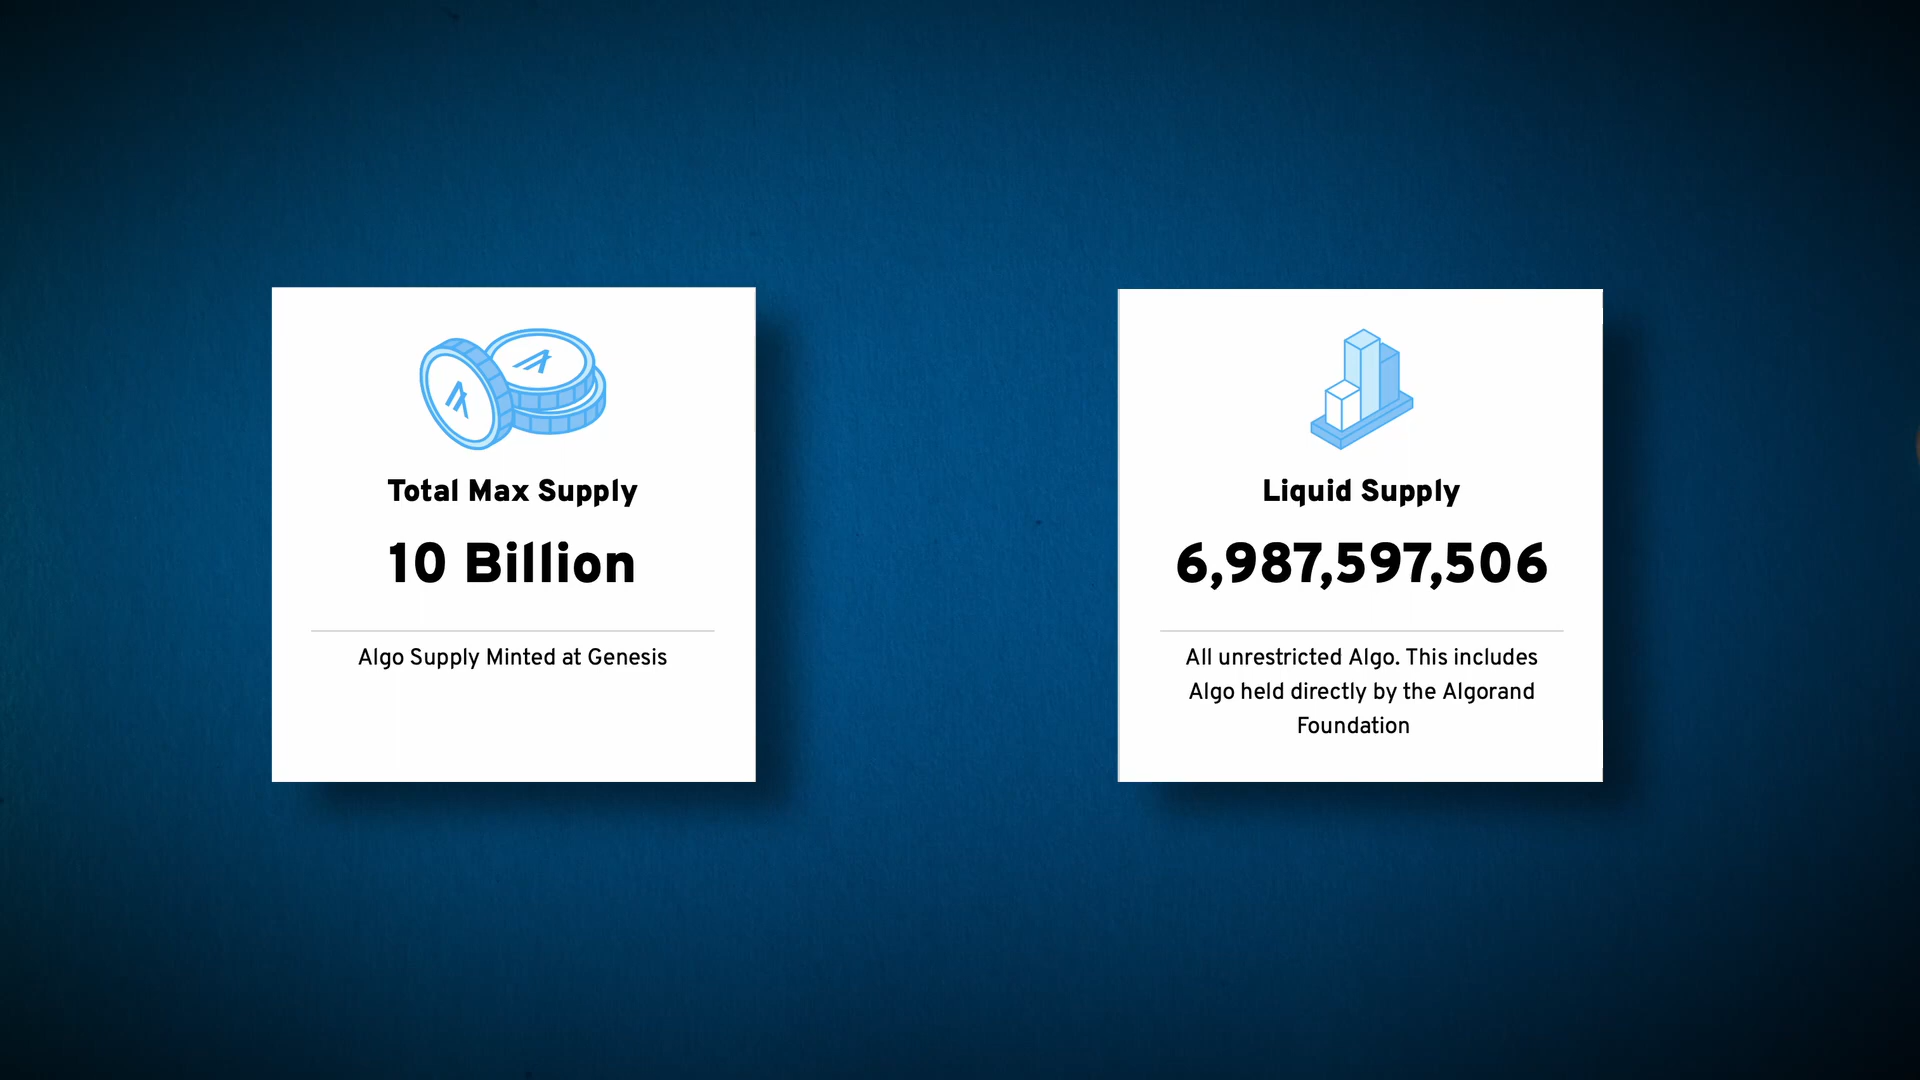 Total Max Supply
10 Billion
Algo Supply Minted at Genesis
Liquid Supply
6,987,597,506
All unrestricted Algo. This includes
Algo held directly by the Algorand
Foundation